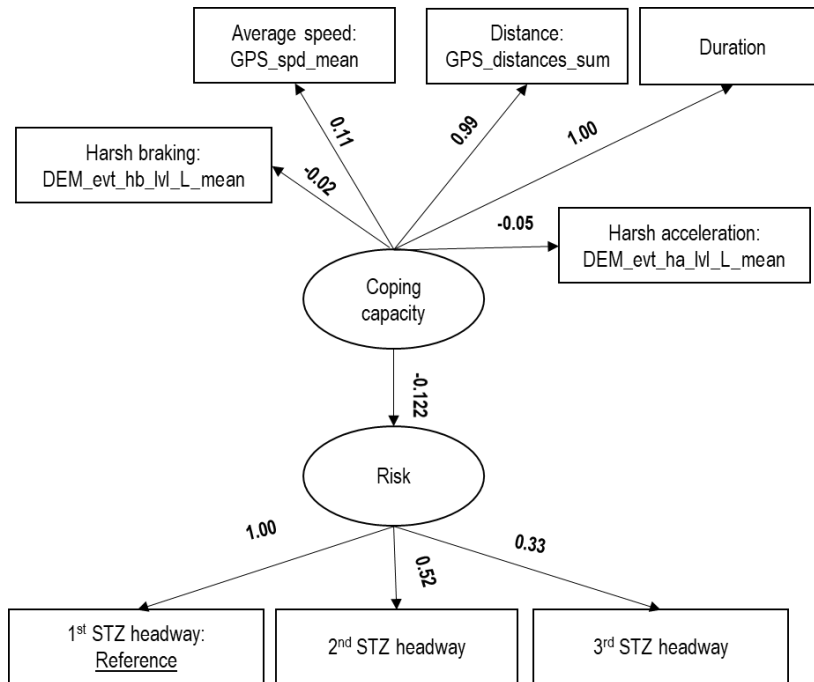 Average speed:
GPS_spd_mean
Distance:
GPS_distances_sum
Duration
0.11
0.99
1.00
Harsh braking:
DEM_evt_hb_lvl_L_mean
-0.02
-0.05
Harsh acceleration:
DEM_evt_ha_lvl_L_mean
Coping
capacity
-0.122
Risk
1.00
0.52
0.33
1st STZ headway:
Reference
2nd STZ headway
3rd STZ headway